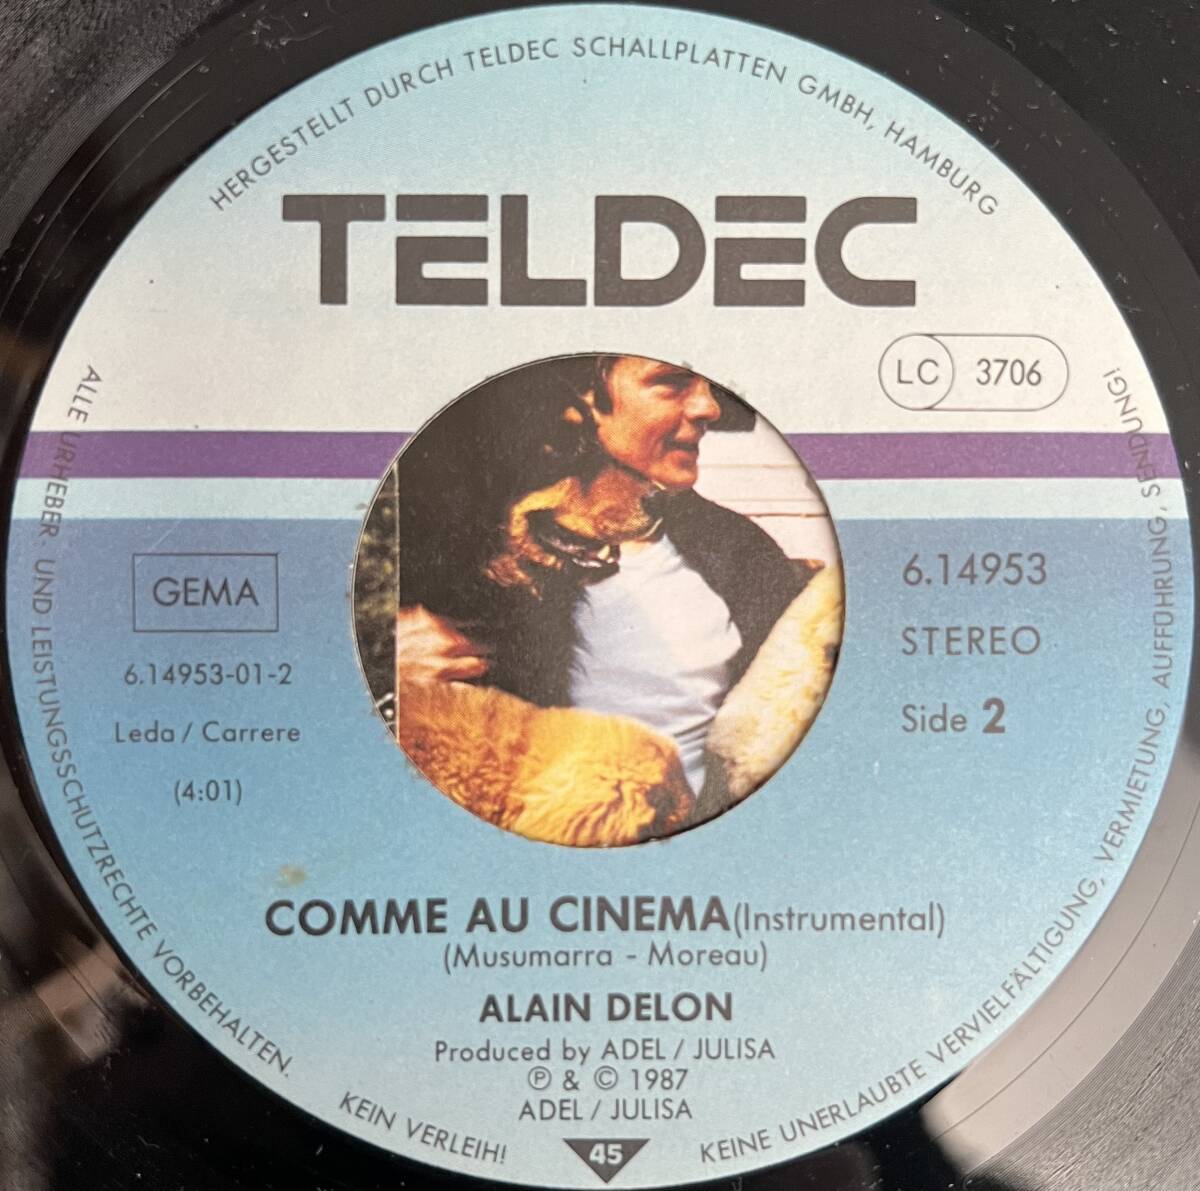 HERGESTELLT DURCH TELDEC SCHALLPLATTEN GMBH, HAMBURG
TELDEC
LC 3706
GEMA
6.14953-01-2
Leda / Carrere
(4:01)
6.14953
STEREO
Side 2
COMME AU CINEMA (Instrumental)
(Musumarra - Moreau)
ALAIN DELON
Produced by ADEL / JULISA
℗ & © 1987
ADEL / JULISA
45
ALLE URHEBER UND LEISTUNGSSCHUTZRECHTE VORBEHALTEN.
KEIN VERLEIH!
KEINE UNERLAUBTE VERVIELFÄLTIGUNG, VERMIETUNG, AUFFÜHRUNG, SENDUNG!